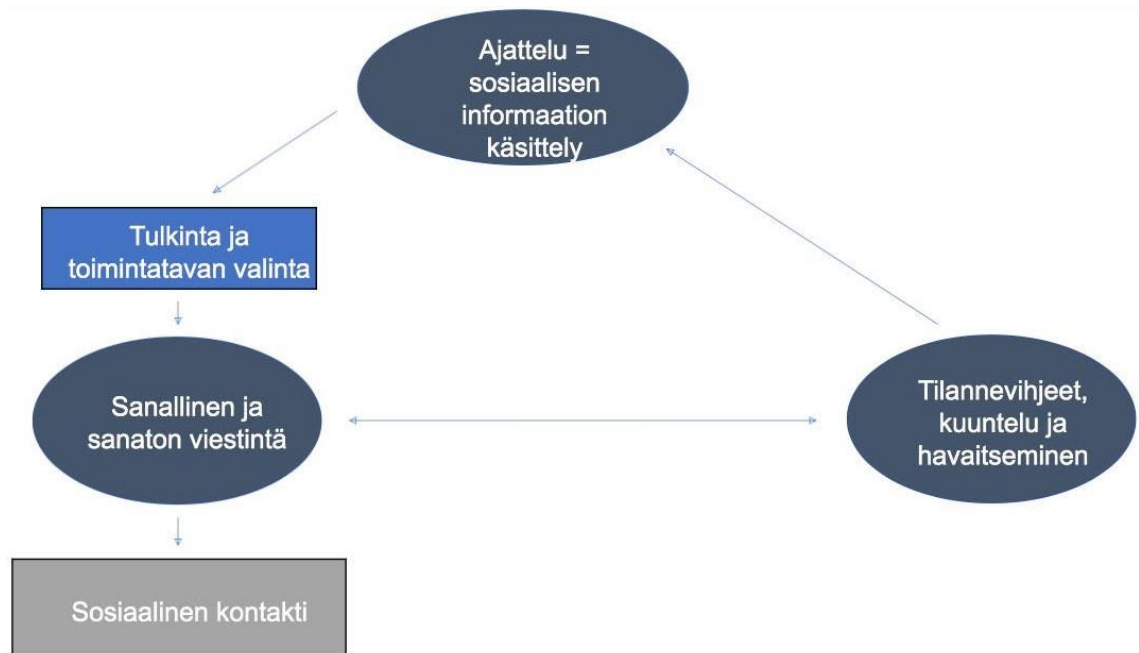 Ajattelu =
sosiaalisen
informaation
käsittely
Tulkinta ja
toimintatavan valinta
Sanallinen ja
sanaton viestintä
Tilannevihjeet,
kuuntelu ja
havaitseminen
Sosiaalinen kontakti